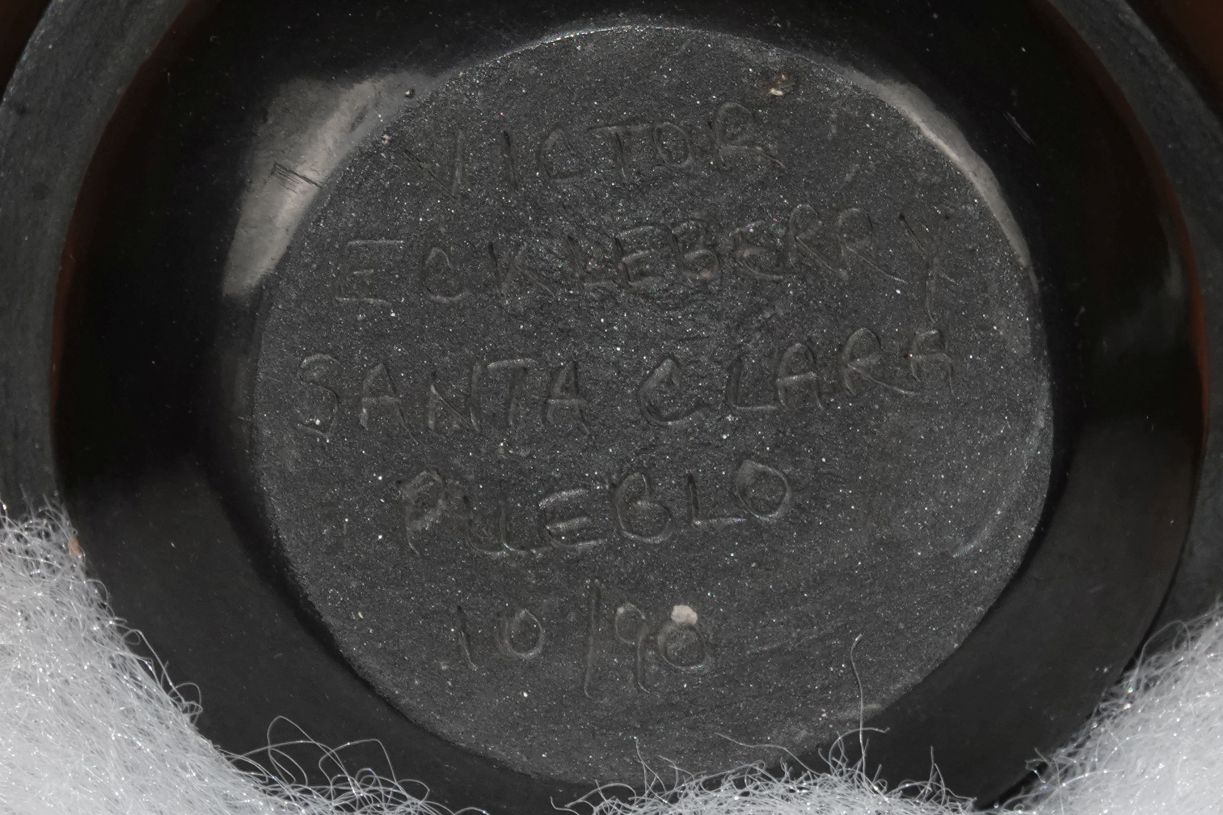 VICTOR
ECKLEBERRY
SANTA CLARA
PUEBLO
10/90